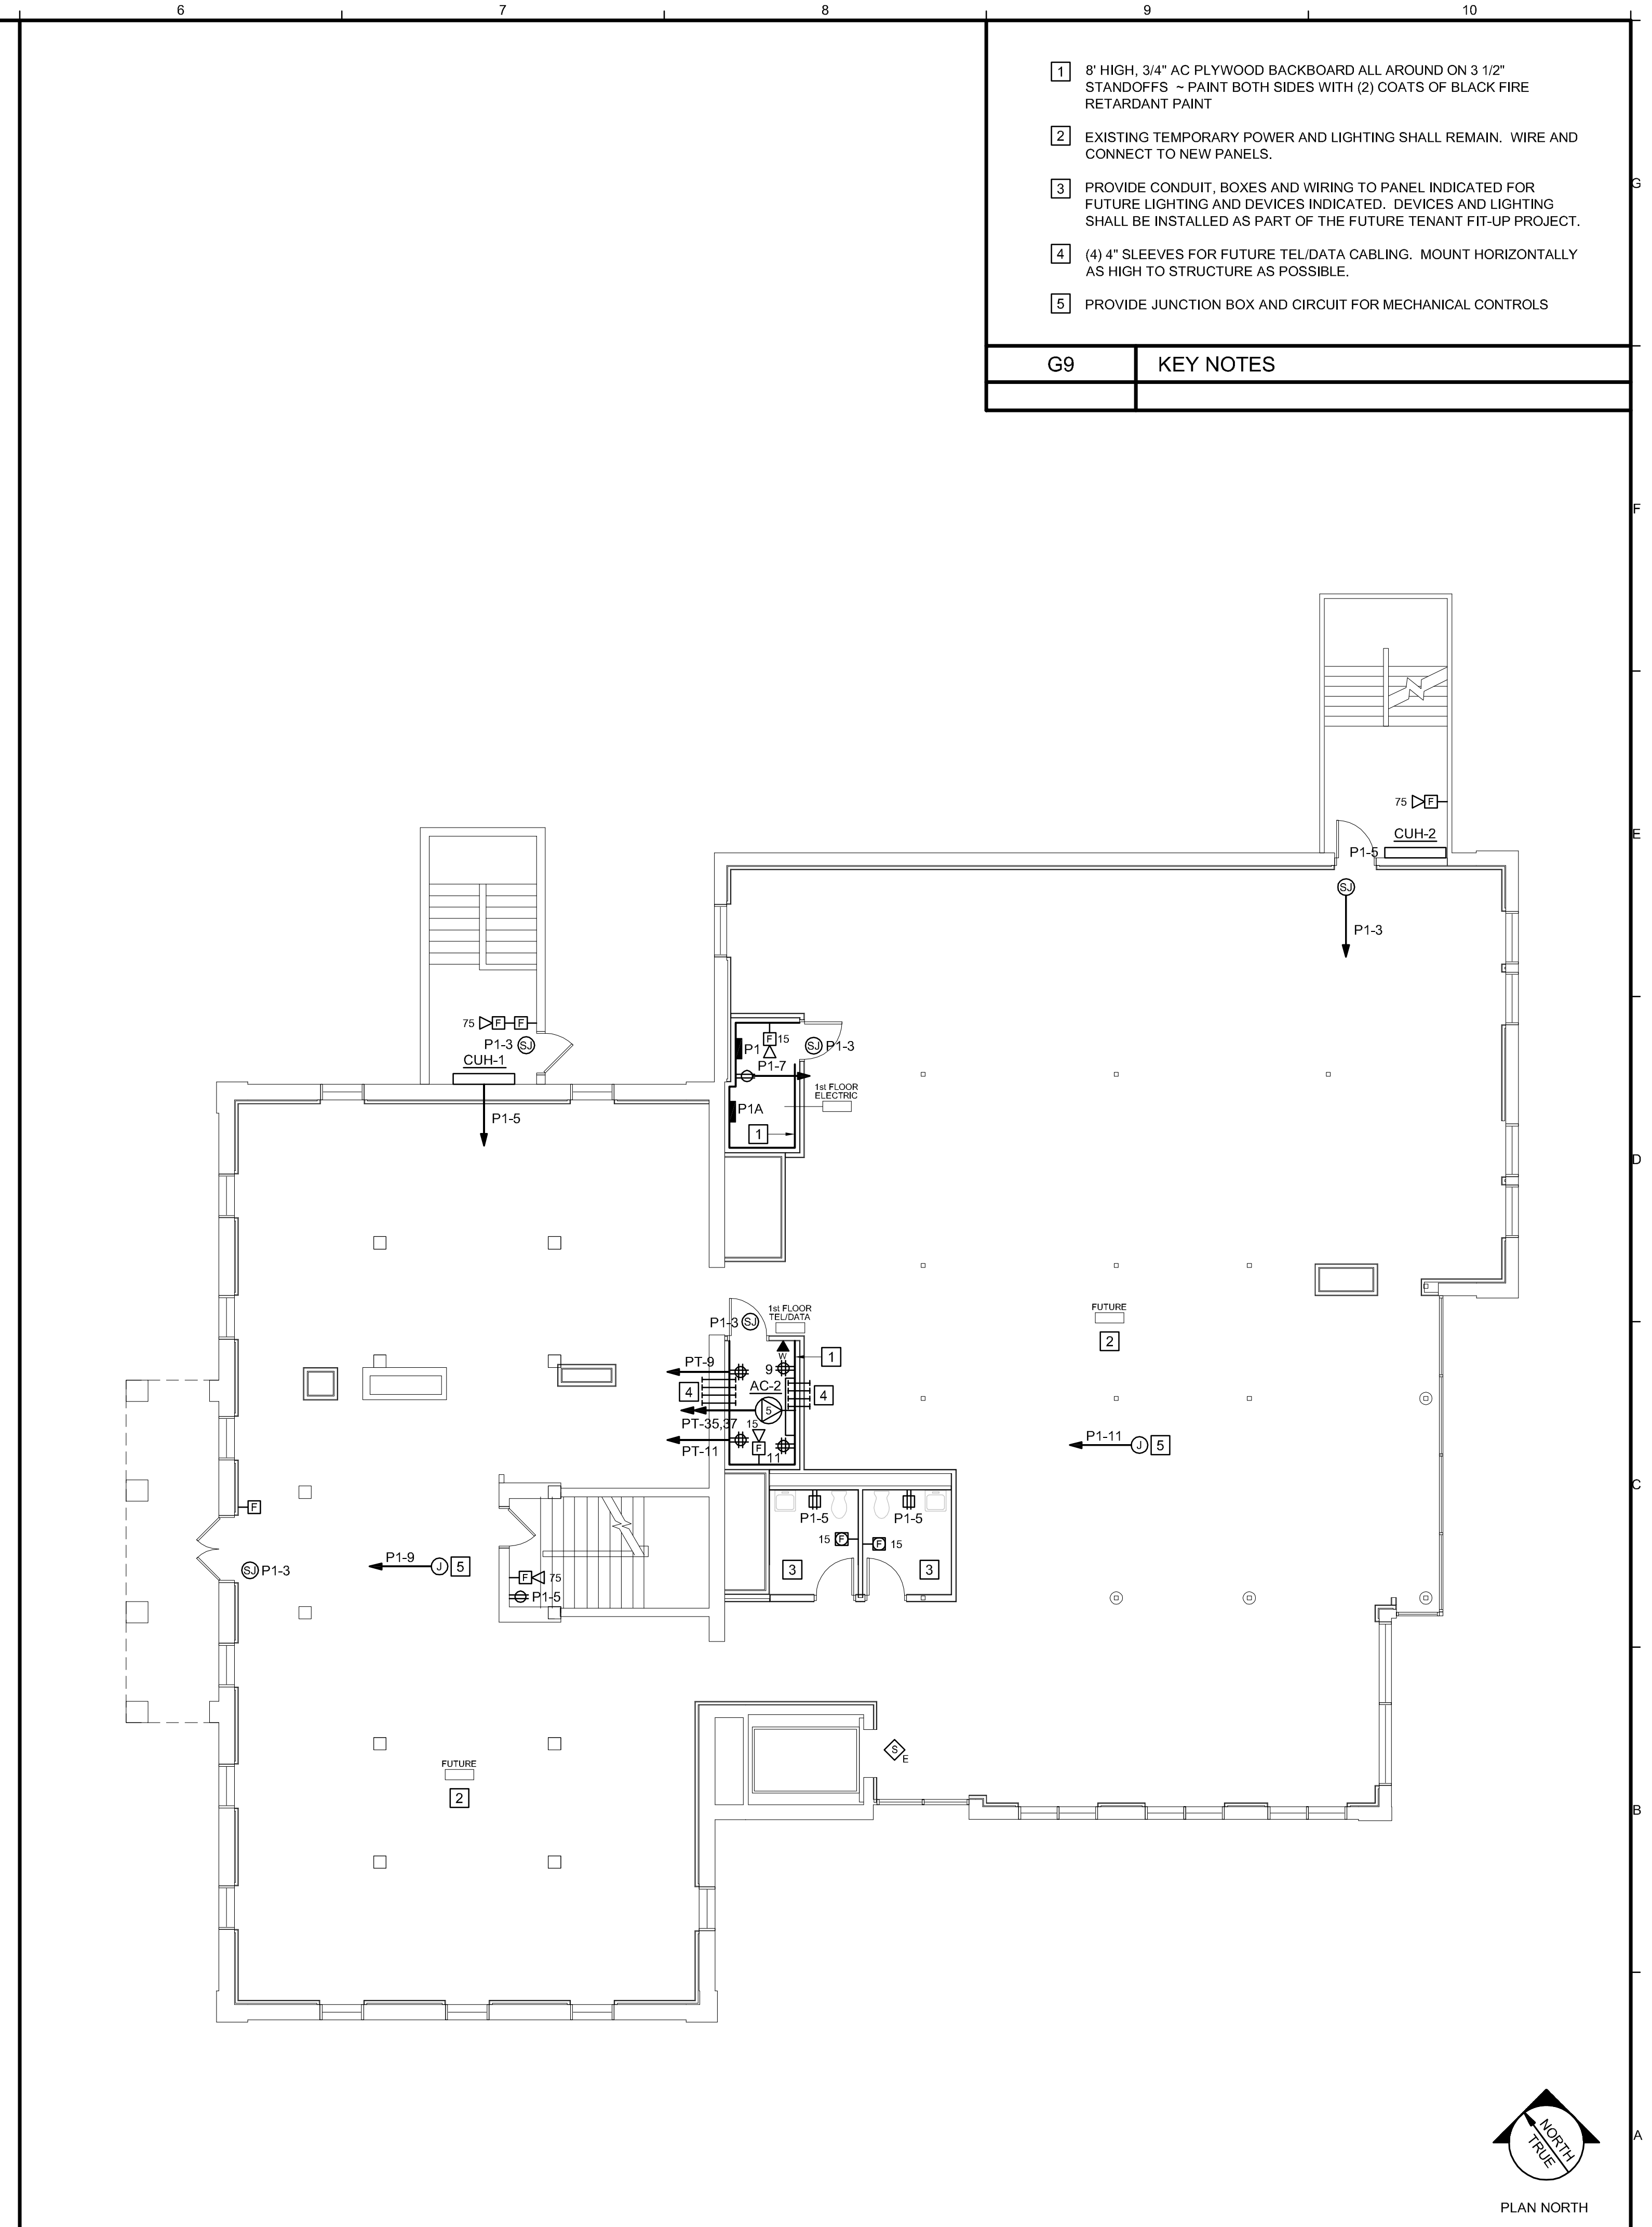 6 7 8 9 10
1 8' HIGH, 3/4" AC PLYWOOD BACKBOARD ALL AROUND ON 3 1/2"
STANDOFFS ~ PAINT BOTH SIDES WITH (2) COATS OF BLACK FIRE
RETARDANT PAINT
2 EXISTING TEMPORARY POWER AND LIGHTING SHALL REMAIN. WIRE AND
CONNECT TO NEW PANELS.
3 PROVIDE CONDUIT, BOXES AND WIRING TO PANEL INDICATED FOR
FUTURE LIGHTING AND DEVICES INDICATED. DEVICES AND LIGHTING
SHALL BE INSTALLED AS PART OF THE FUTURE TENANT FIT-UP PROJECT.
4 (4) 4" SLEEVES FOR FUTURE TEL/DATA CABLING. MOUNT HORIZONTALLY
AS HIGH TO STRUCTURE AS POSSIBLE.
5 PROVIDE JUNCTION BOX AND CIRCUIT FOR MECHANICAL CONTROLS
G9 KEY NOTES
G
F
E
D
C
B
A
75 F
CUH-2
P1-5
SJ
P1-3
75 F F
P1-3 SJ
CUH-1
P1-5
F 15
P1
SJ P1-3
P1-7
1st FLOOR
ELECTRIC
P1A
1
1st FLOOR
TEL/DATA
P1-3 SJ
W
1
PT-9
9
4
AC-2
4
5
PT-35,37
15
F
PT-11
11
FUTURE
2
P1-11 J 5
P1-5
P1-5
15 F
F 15
3
3
F
SJ P1-3
P1-9 J 5
F 75
P1-5
S
E
FUTURE
2
NORTH
TRUE
PLAN NORTH